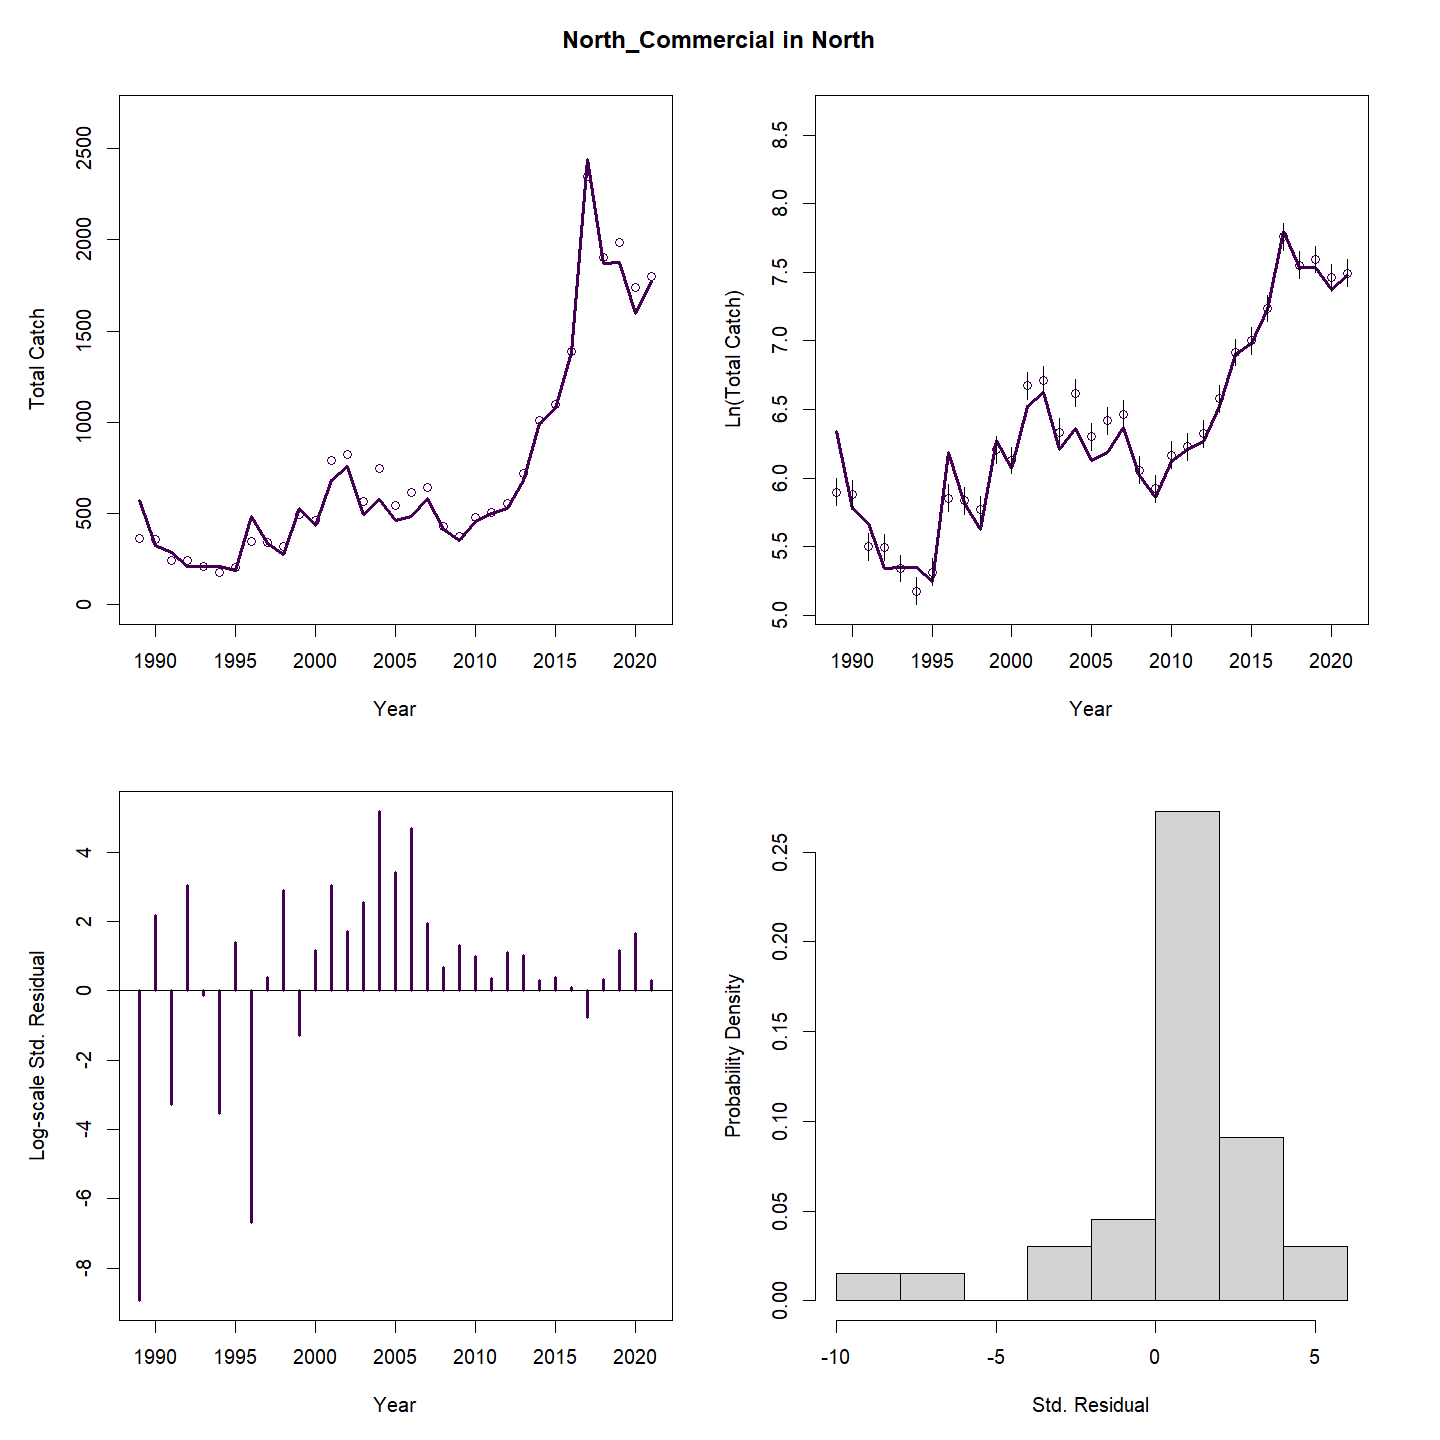 North_Commercial in North
Total Catch
2500
2000
1500
1000
500
0
1990 1995 2000 2005 2010 2015 2020
Year
Ln(Total Catch)
8.5
8.0
7.5
7.0
6.5
6.0
5.5
5.0
1990 1995 2000 2005 2010 2015 2020
Year
Log-scale Std. Residual
4
2
0
-2
-4
-6
-8
1990 1995 2000 2005 2010 2015 2020
Year
Probability Density
0.25
0.20
0.15
0.10
0.05
0.00
-10 -5 0 5
Std. Residual